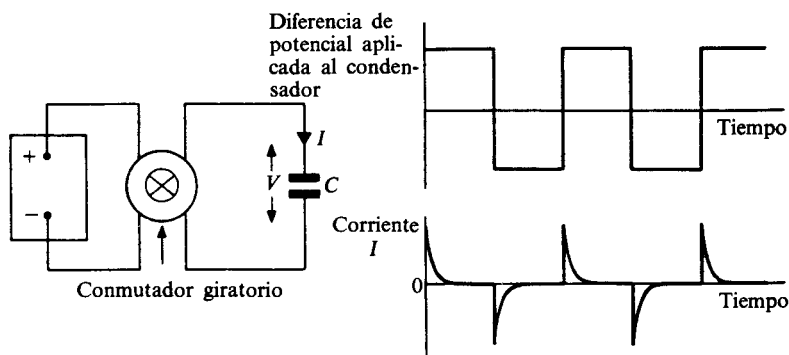 Diferencia de
potencial apli-
cada al conden-
sador
Tiempo
+
−
I
V
C
Conmutador giratorio
Corriente
I
0
Tiempo